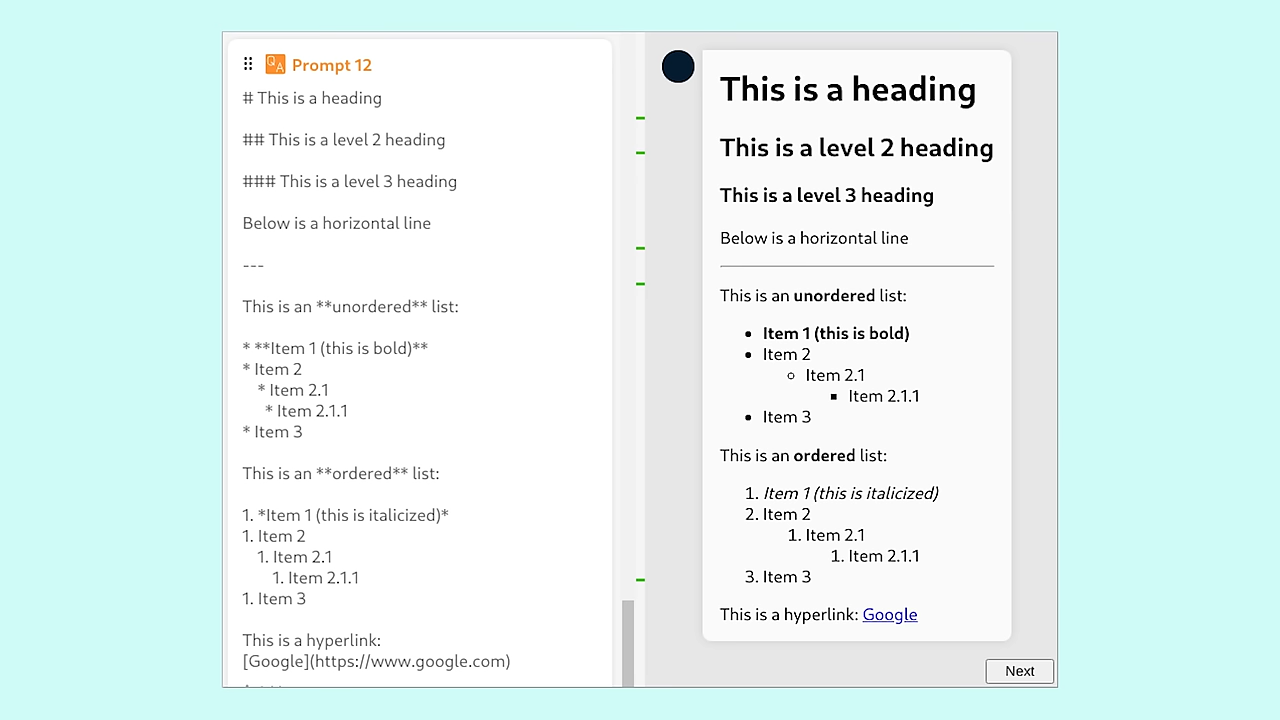 Prompt 12
# This is a heading
## This is a level 2 heading
### This is a level 3 heading
Below is a horizontal line
---
This is an **unordered** list:
* **Item 1 (this is bold)**
* Item 2
* Item 2.1
* Item 2.1.1
* Item 3
This is an **ordered** list:
1. *Item 1 (this is italicized)*
1. Item 2
1. Item 2.1
1. Item 2.1.1
1. Item 3
This is a hyperlink:
[Google](https://www.google.com)
This is a heading
This is a level 2 heading
This is a level 3 heading
Below is a horizontal line
This is an unordered list:
• Item 1 (this is bold)
• Item 2
◦ Item 2.1
▪ Item 2.1.1
• Item 3
This is an ordered list:
1. Item 1 (this is italicized)
2. Item 2
1. Item 2.1
1. Item 2.1.1
3. Item 3
This is a hyperlink: Google
Next